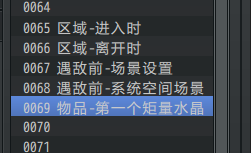 0064
0065 区域-进入时
0066 区域-离开时
0067 遇敌前-场景设置
0068 遇敌前-系统空间场景
0069 物品-第一个矩量水晶
0070
0071